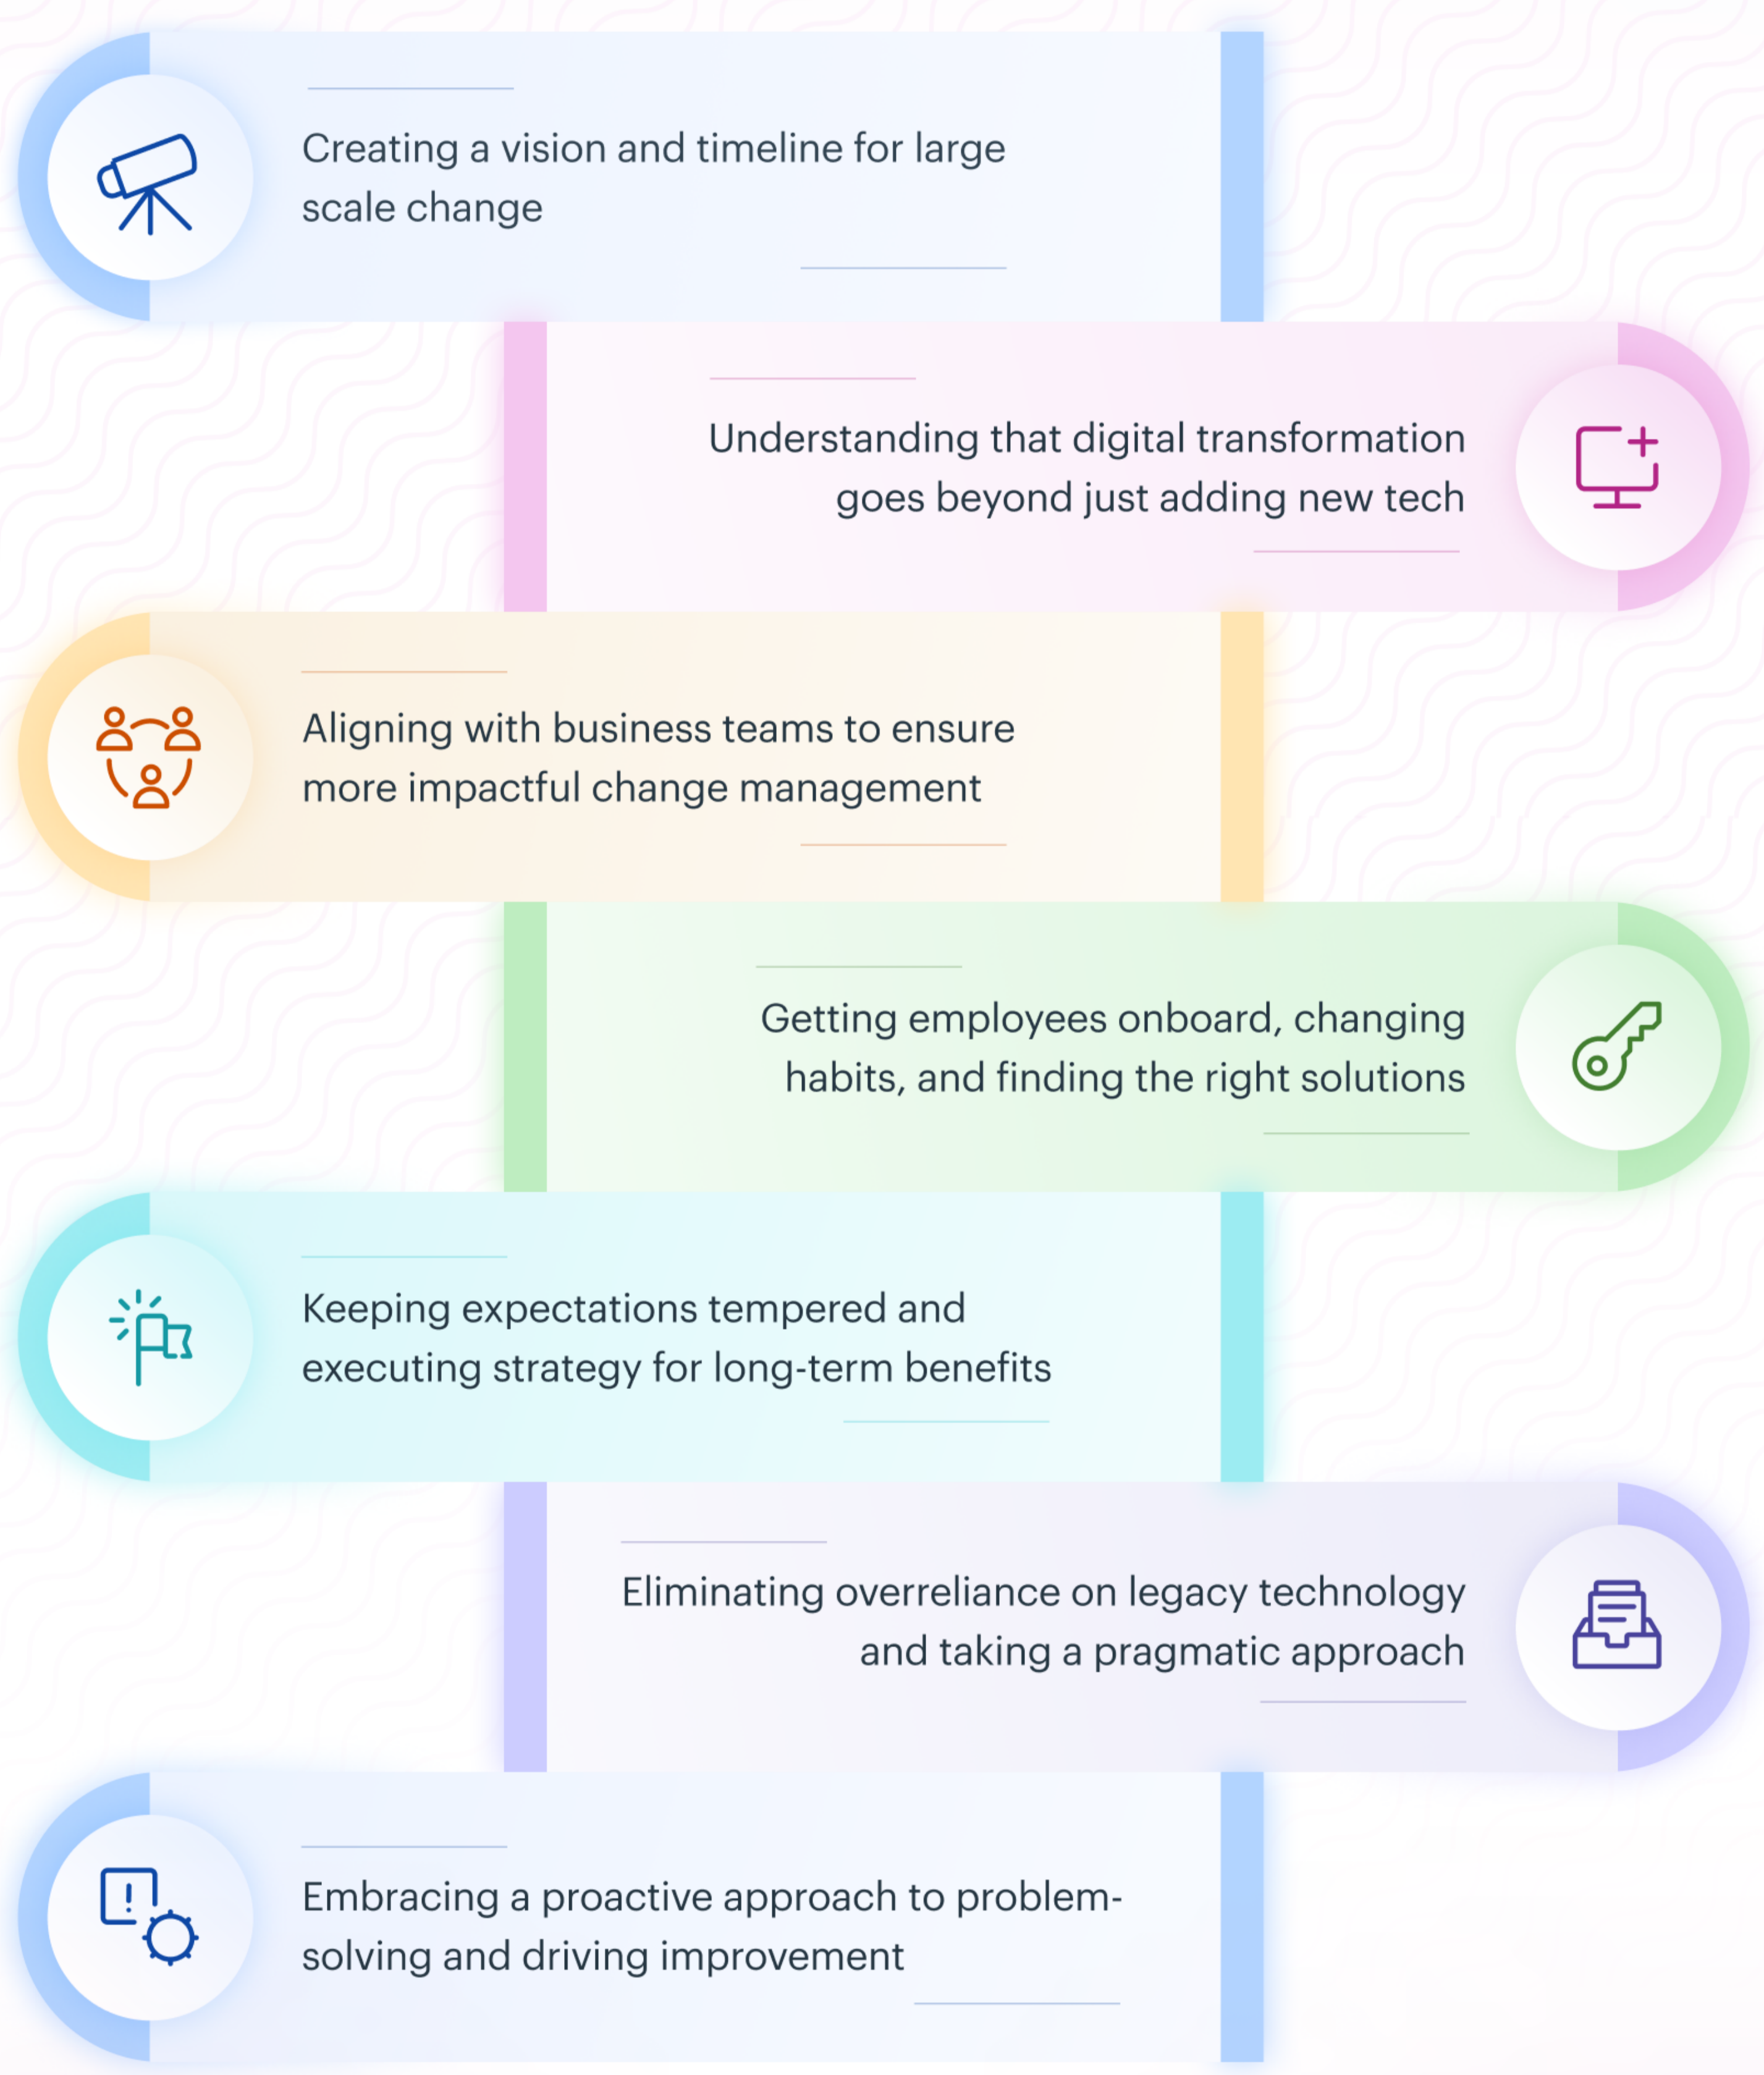 Creating a vision and timeline for large
scale change
Understanding that digital transformation
goes beyond just adding new tech
Aligning with business teams to ensure
more impactful change management
Getting employees onboard, changing
habits, and finding the right solutions
Keeping expectations tempered and
executing strategy for long-term benefits
Eliminating overreliance on legacy technology
and taking a pragmatic approach
Embracing a proactive approach to problem-
solving and driving improvement